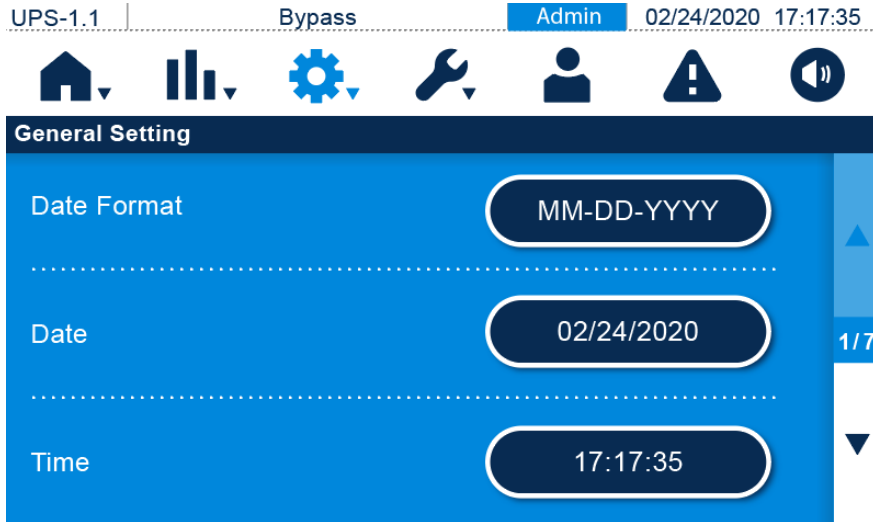 UPS-1.1 Bypass Admin 02/24/2020 17:17:35
General Setting
Date Format MM-DD-YYYY
Date 02/24/2020
1/7
Time 17:17:35